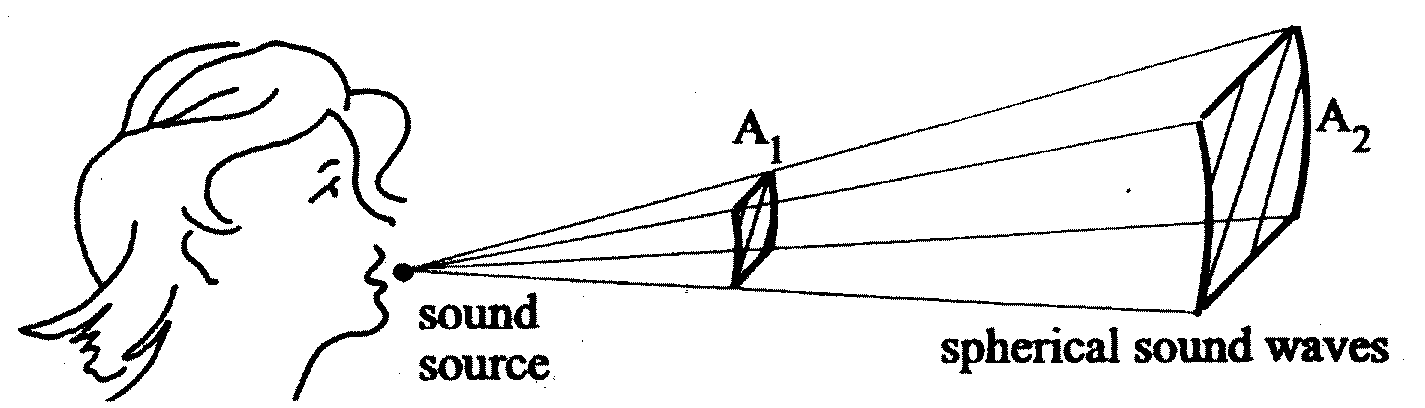 A₁
A₂
sound
source
spherical sound waves